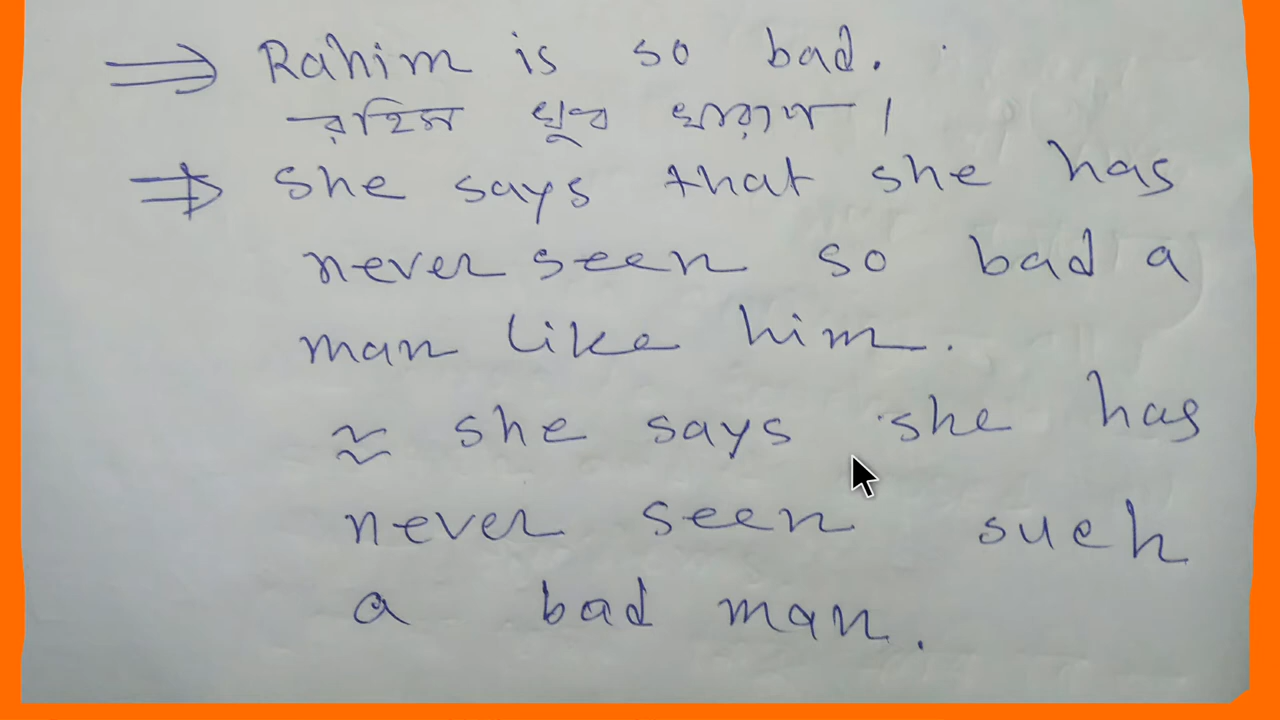 ⇒ Rahim is so bad.
রহিম খুব খারাপ।
⇒ She says that she has
never seen so bad a
man like him.
≈ she says she has
never seen such
a bad man.